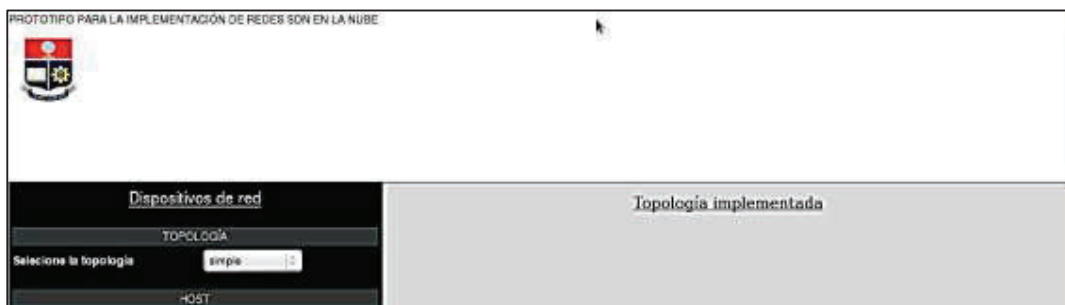 PROTOTIPO PARA LA IMPLEMENTACIÓN DE REDES SDN EN LA NUBE
Dispositivos de red
Topología implementada
TOPOLOGÍA
Selecione la topología
simple
HOST